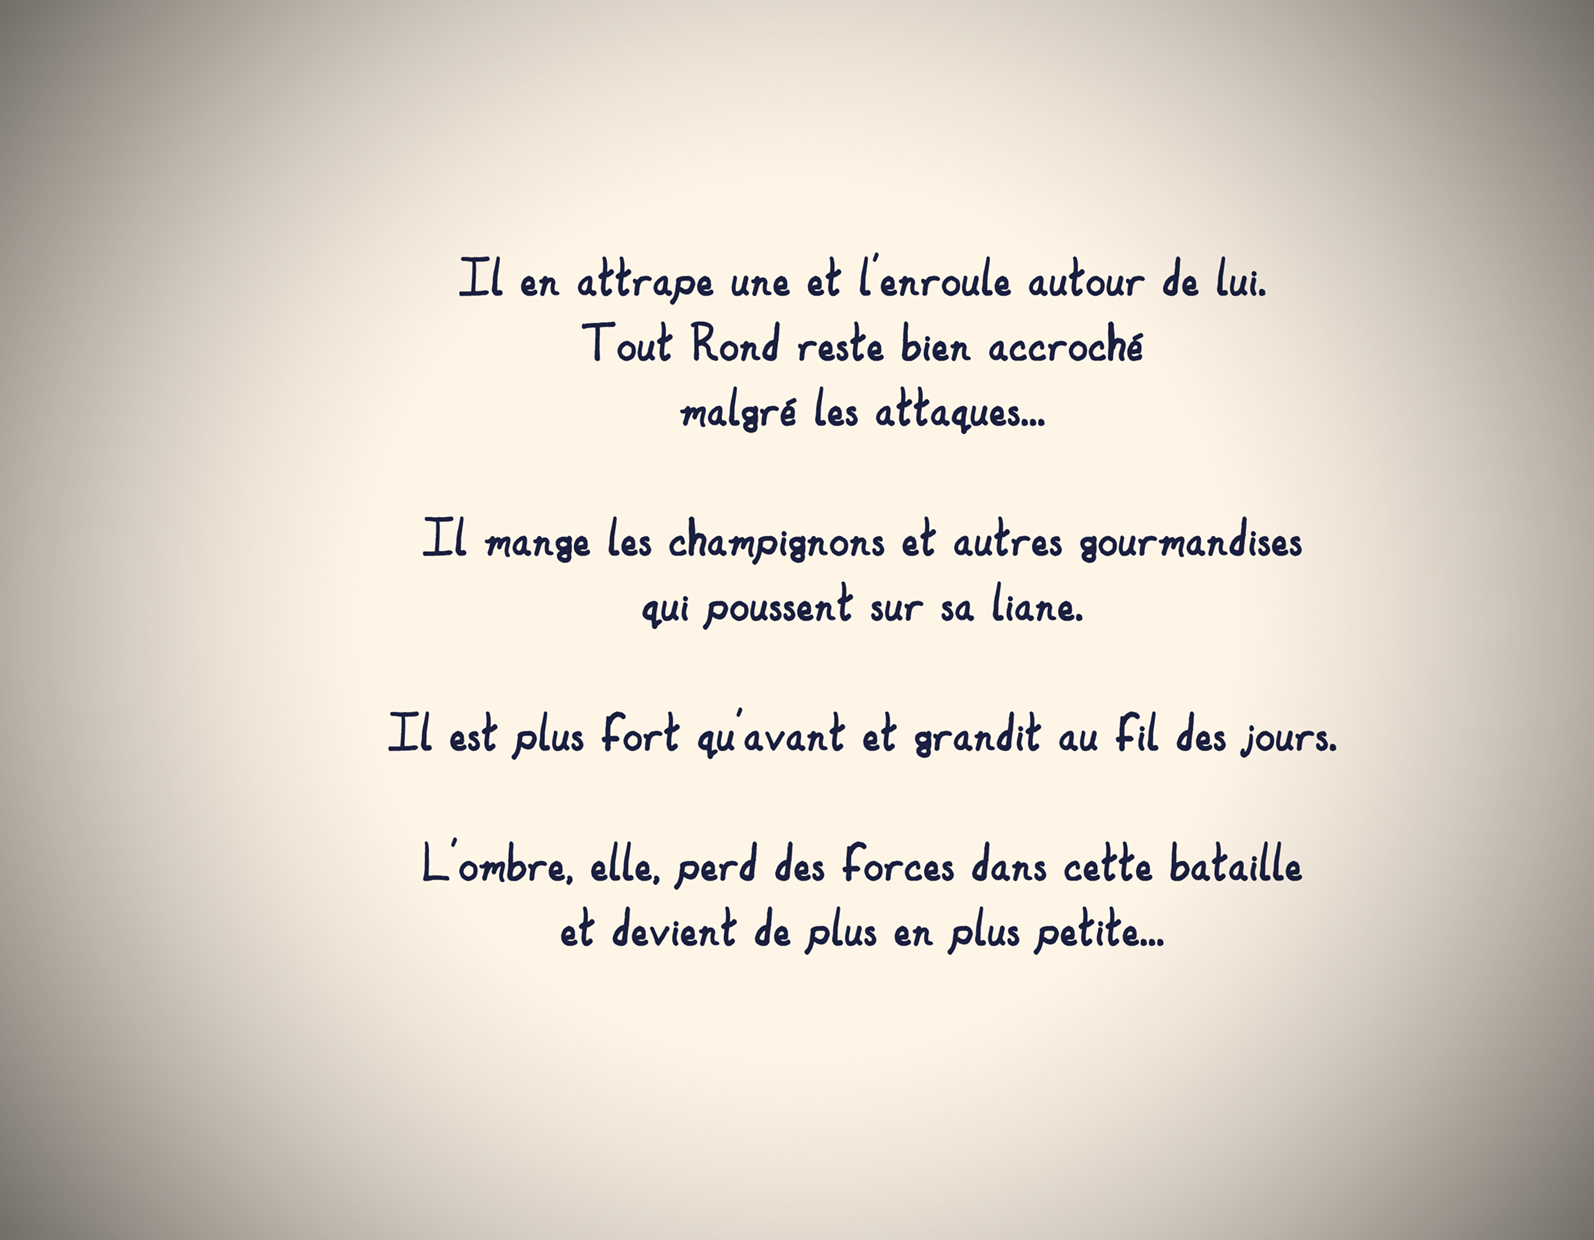 Il en attrape une et l'enroule autour de lui.
Tout Rond reste bien accroché
malgré les attaques...
Il mange les champignons et autres gourmandises
qui poussent sur sa liane.
Il est plus fort qu'avant et grandit au fil des jours.
L'ombre, elle, perd des forces dans cette bataille
et devient de plus en plus petite...